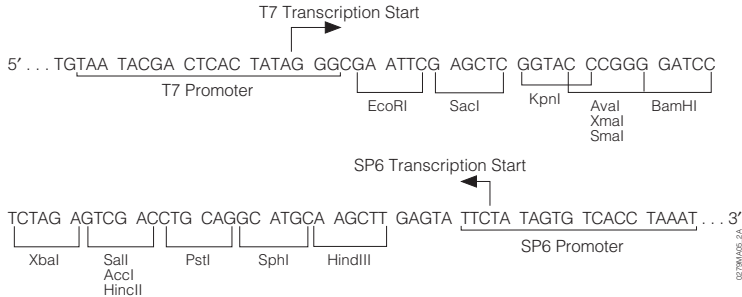 T7 Transcription Start
5′ . . . TGTAA TACGA CTCAC TATAG GGCGA ATTCG AGCTC GGTAC CCGGG GATCC
T7 Promoter
EcoRI
SacI
KpnI
AvaI
XmaI
SmaI
BamHI
SP6 Transcription Start
TCTAG AGTCG ACCTG CAGGC ATGCA AGCTT GAGTA TTCTA TAGTG TCACC TAAAT . . . 3′
XbaI
SalI
AccI
HincII
PstI
SphI
HindIII
SP6 Promoter
0279MA05_2A